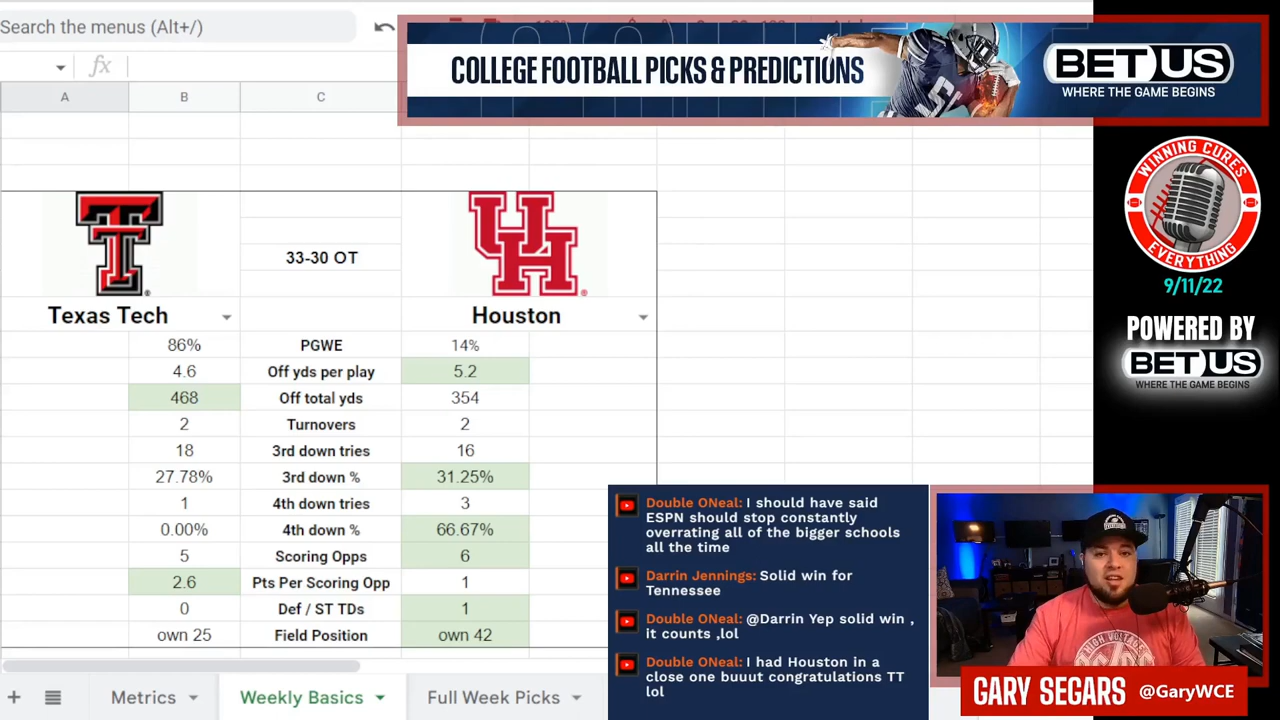 Search the menus (Alt+/)
fx
COLLEGE FOOTBALL PICKS & PREDICTIONS
BETUS
WHERE THE GAME BEGINS
A B C
WINNING CURES
EVERYTHING
9/11/22
POWERED BY
BETUS
WHERE THE GAME BEGINS
33-30 OT
Texas Tech Houston
86% PGWE 14%
4.6 Off yds per play 5.2
468 Off total yds 354
2 Turnovers 2
18 3rd down tries 16
27.78% 3rd down % 31.25%
1 4th down tries 3
0.00% 4th down % 66.67%
5 Scoring Opps 6
2.6 Pts Per Scoring Opp 1
0 Def / ST TDs 1
own 25 Field Position own 42
Double ONeal: I should have said
ESPN should stop constantly
overrating all of the bigger schools
all the time
Darrin Jennings: Solid win for
Tennessee
Double ONeal: @Darrin Yep solid win ,
it counts ,lol
Double ONeal: I had Houston in a
close one buuut congratulations TT
lol
HIGH VOLTAGE
GARY SEGARS @GaryWCE
+ Metrics Weekly Basics Full Week Picks